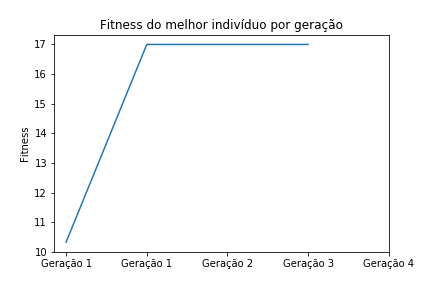 Fitness do melhor indivíduo por geração
17
16
15
14
13
12
11
10
Fitness
Geração 1 Geração 1 Geração 2 Geração 3 Geração 4